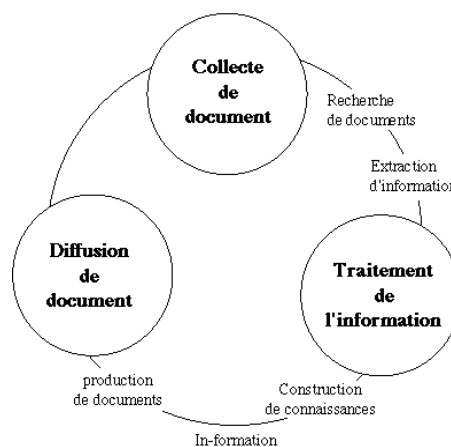 Collecte
de
document
Recherche
de documents
Extraction
d'information
Traitement
de
l'information
Construction
de connaissances
In-formation
production
de documents
Diffusion
de
document